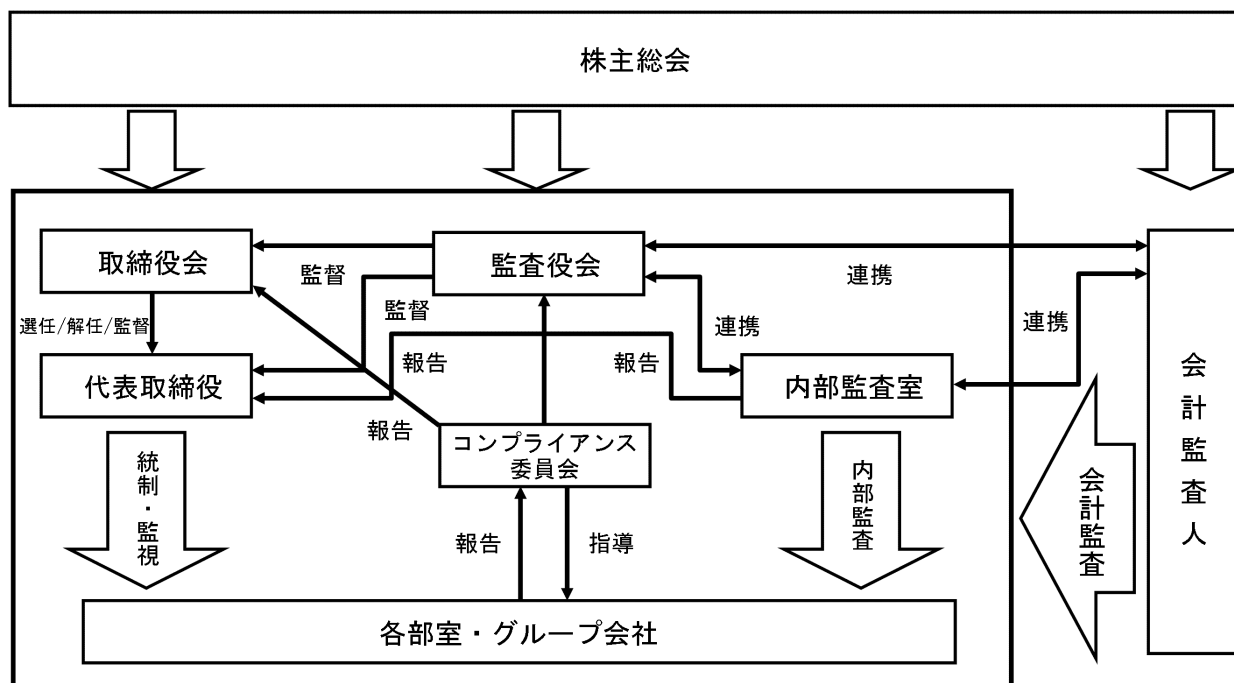 株主総会
取締役会
監査役会
監督
連携
監督
選任/解任/監督
連携
連携
代表取締役
報告
報告
内部監査室
会計監査人
報告
コンプライアンス
委員会
統制・監視
内部監査
会計監査
報告
指導
各部室・グループ会社